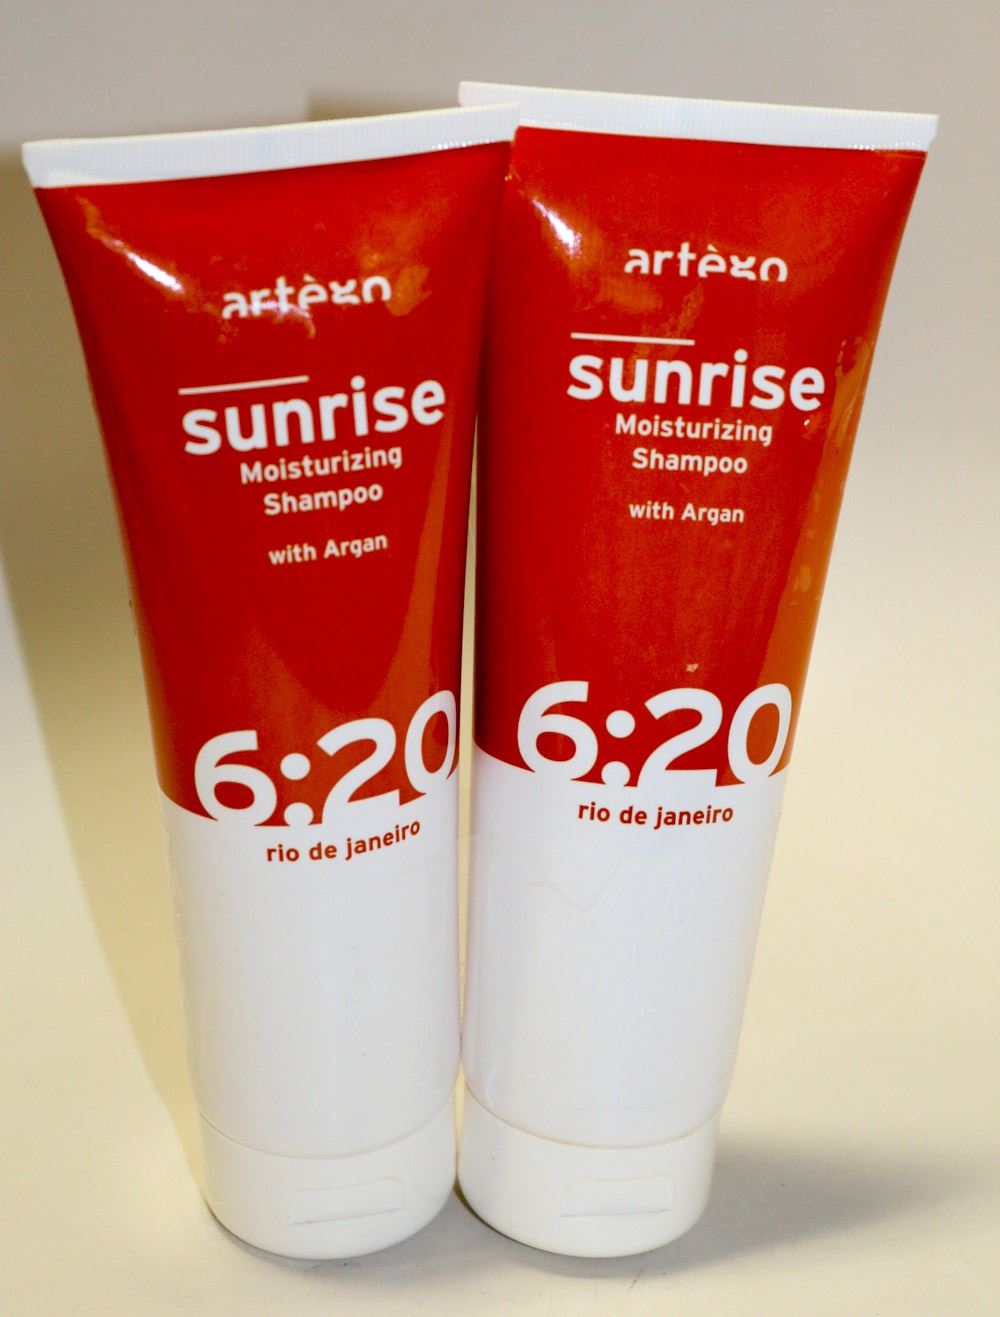 artègo
sunrise
Moisturizing
Shampoo
with Argan
6:20
rio de janeiro
artègo
sunrise
Moisturizing
Shampoo
with Argan
6:20
rio de janeiro